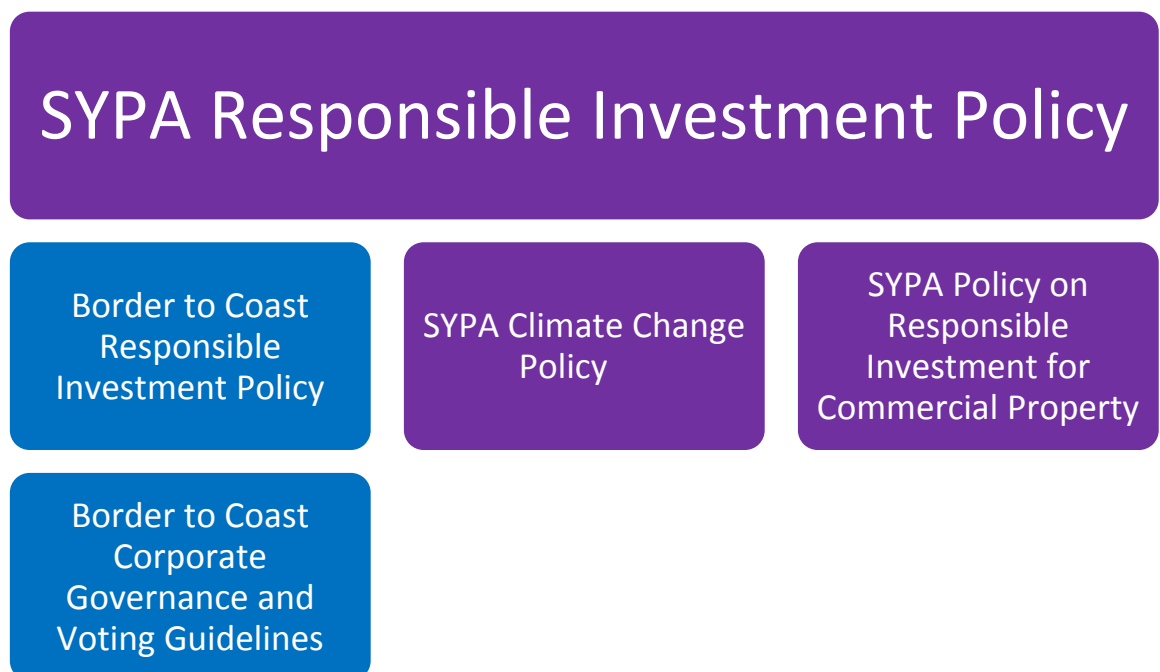 SYPA Responsible Investment Policy
Border to Coast
Responsible
Investment Policy
SYPA Climate Change
Policy
SYPA Policy on
Responsible
Investment for
Commercial Property
Border to Coast
Corporate
Governance and
Voting Guidelines